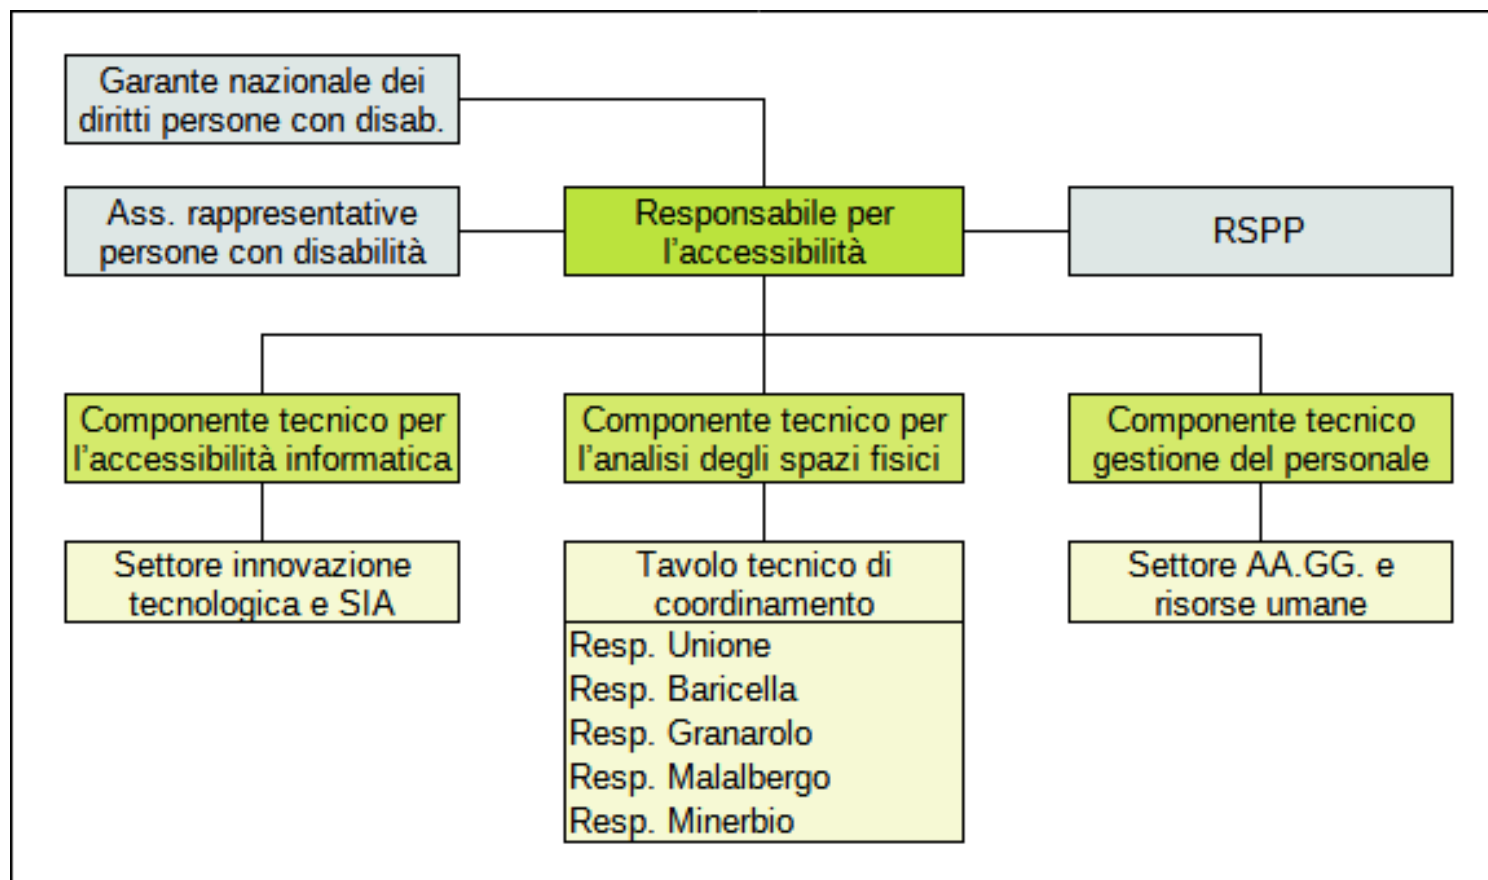 Garante nazionale dei
diritti persone con disab.
Ass. rappresentative
persone con disabilità
Responsabile per
l'accessibilità
RSPP
Componente tecnico per
l'accessibilità informatica
Componente tecnico per
l'analisi degli spazi fisici
Componente tecnico
gestione del personale
Settore innovazione
tecnologica e SIA
Tavolo tecnico di
coordinamento
Resp. Unione
Resp. Baricella
Resp. Granarolo
Resp. Malalbergo
Resp. Minerbio
Settore AA.GG. e
risorse umane